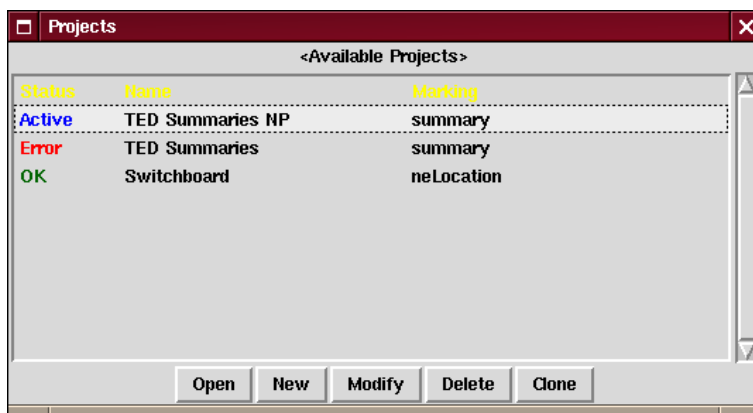 Projects
<Available Projects>
Status Name Marking
Active TED Summaries NP summary
Error TED Summaries summary
OK Switchboard neLocation
Open New Modify Delete Clone